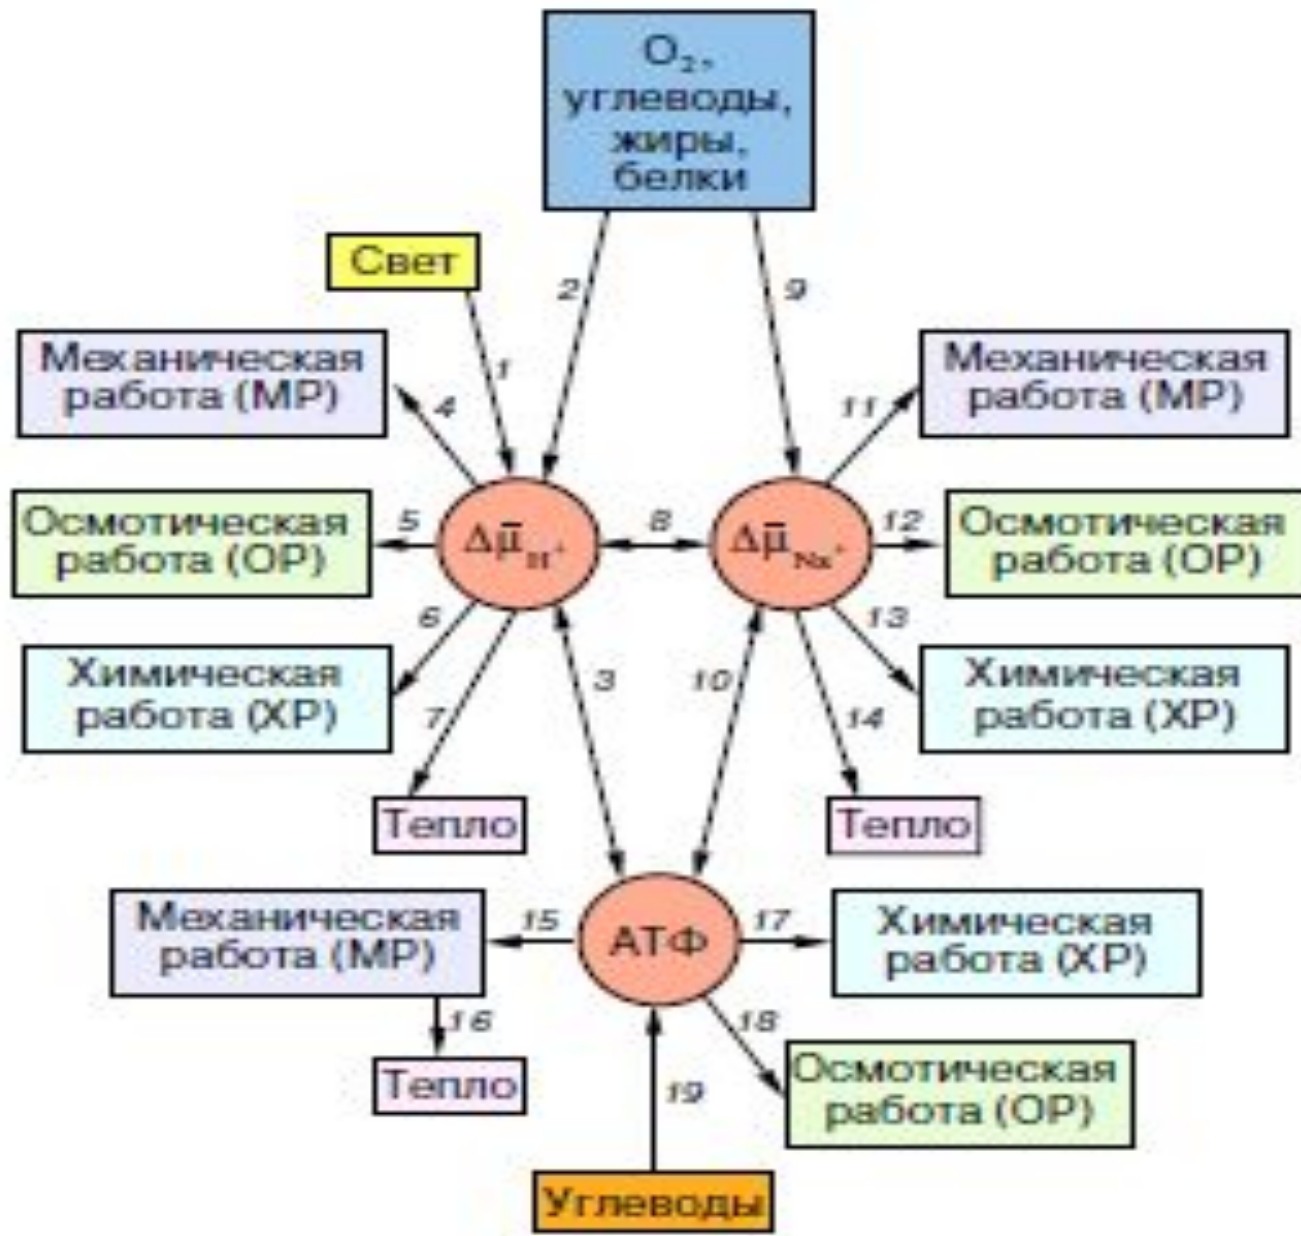 O₂,
углеводы,
жиры,
белки
Свет
2
9
1
Механическая
работа (МР)
4
11
Механическая
работа (МР)
Осмотическая
работа (ОР)
5
Δμ̄H⁺
8
Δμ̄Na⁺
12
Осмотическая
работа (ОР)
6
13
Химическая
работа (ХР)
7
3
10
14
Химическая
работа (ХР)
Тепло
Тепло
Механическая
работа (МР)
15
АТФ
17
Химическая
работа (ХР)
16
18
Тепло
19
Осмотическая
работа (ОР)
Углеводы